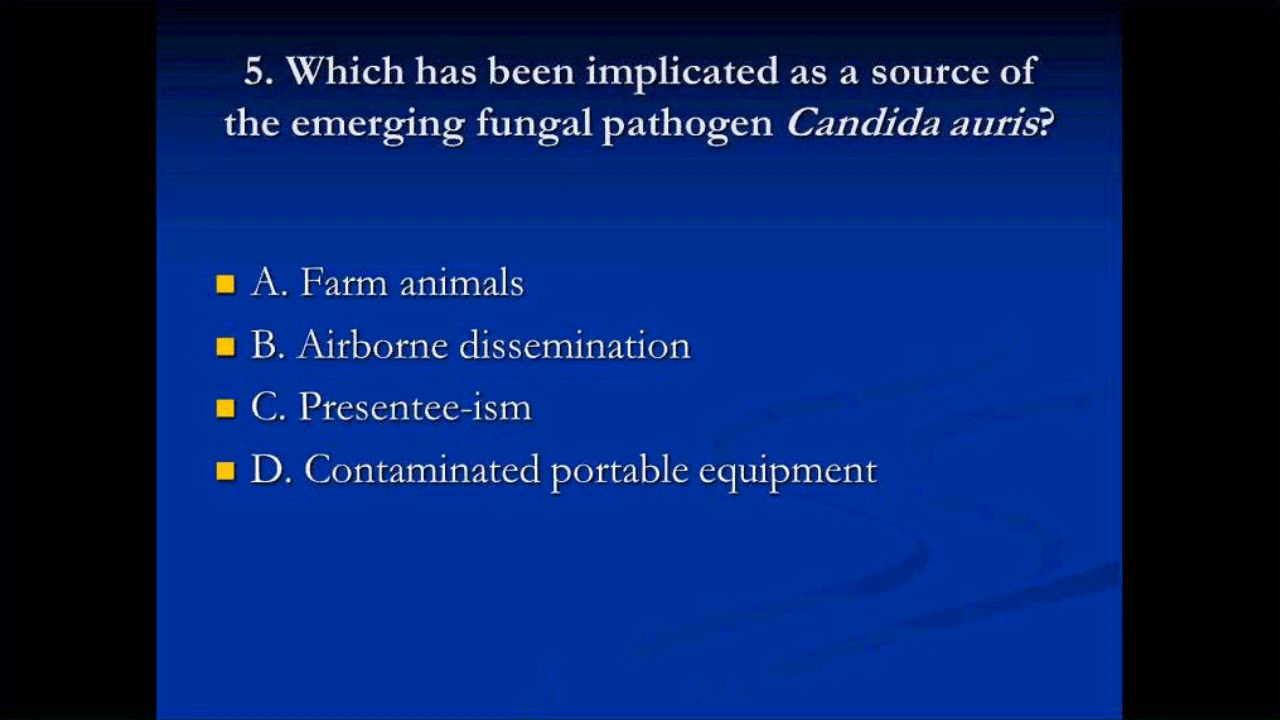 5. Which has been implicated as a source of
the emerging fungal pathogen Candida auris?
A. Farm animals
B. Airborne dissemination
C. Presentee-ism
D. Contaminated portable equipment